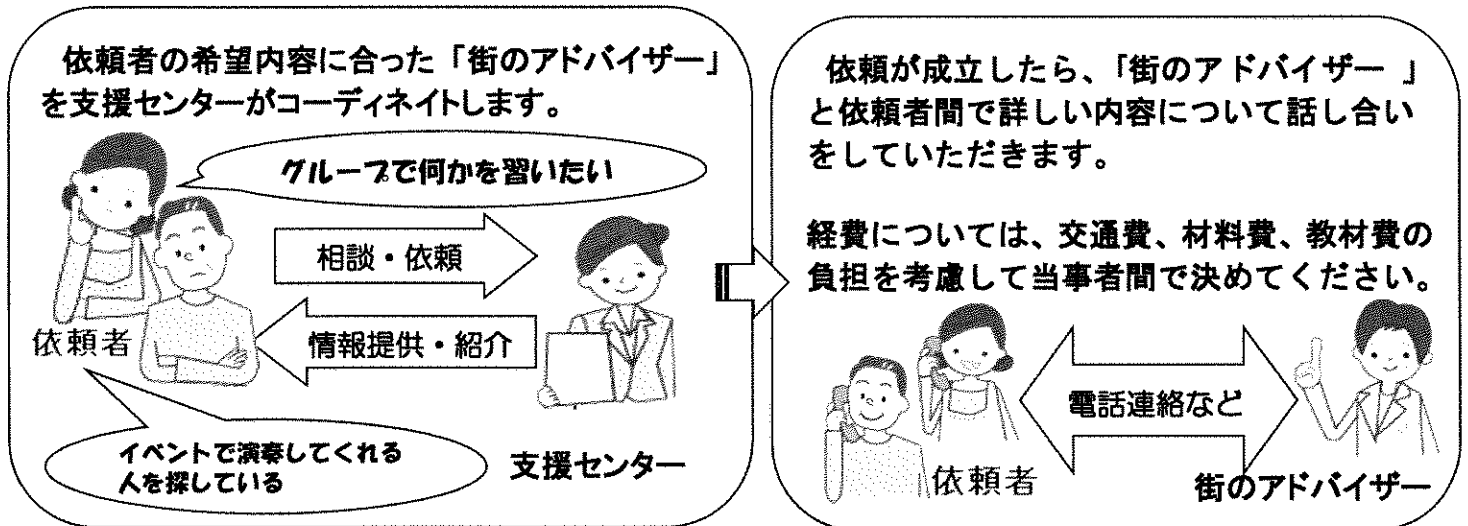 依頼者の希望内容に合った「街のアドバイザー」
を支援センターがコーディネイトします。
グループで何かを習いたい
相談・依頼
情報提供・紹介
依頼者
イベントで演奏してくれる
人を探している
支援センター
依頼が成立したら、「街のアドバイザー 」
と依頼者間で詳しい内容について話し合い
をしていただきます。
経費については、交通費、材料費、教材費の
負担を考慮して当事者間で決めてください。
電話連絡など
依頼者
街のアドバイザー